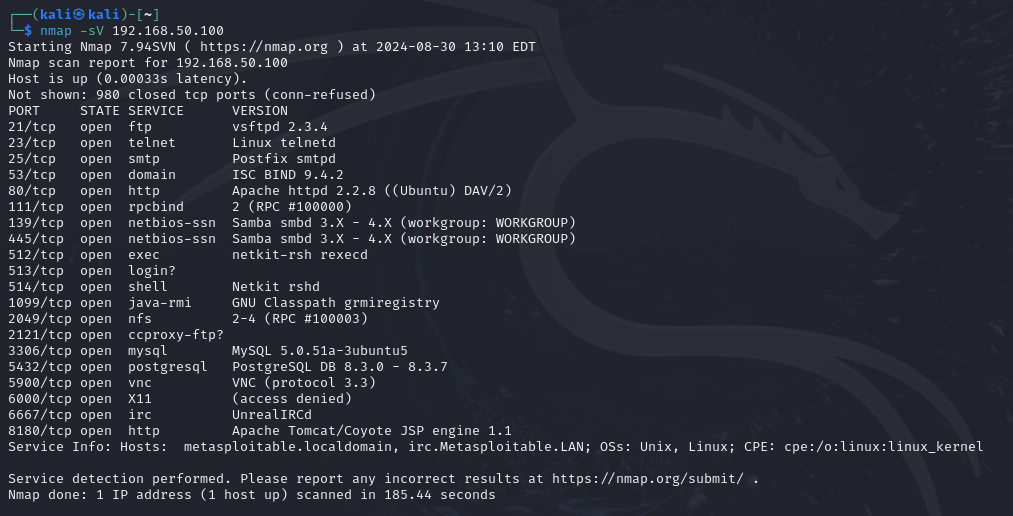 ┌──(kali㉿kali)-[~]
└─$ nmap -sV 192.168.50.100
Starting Nmap 7.94SVN ( https://nmap.org ) at 2024-08-30 13:10 EDT
Nmap scan report for 192.168.50.100
Host is up (0.00033s latency).
Not shown: 980 closed tcp ports (conn-refused)
PORT     STATE SERVICE      VERSION
21/tcp   open  ftp          vsftpd 2.3.4
23/tcp   open  telnet       Linux telnetd
25/tcp   open  smtp         Postfix smtpd
53/tcp   open  domain       ISC BIND 9.4.2
80/tcp   open  http         Apache httpd 2.2.8 ((Ubuntu) DAV/2)
111/tcp  open  rpcbind      2 (RPC #100000)
139/tcp  open  netbios-ssn  Samba smbd 3.X - 4.X (workgroup: WORKGROUP)
445/tcp  open  netbios-ssn  Samba smbd 3.X - 4.X (workgroup: WORKGROUP)
512/tcp  open  exec         netkit-rsh rexecd
513/tcp  open  login?
514/tcp  open  shell        Netkit rshd
1099/tcp open  java-rmi     GNU Classpath grmiregistry
2049/tcp open  nfs          2-4 (RPC #100003)
2121/tcp open  ccproxy-ftp?
3306/tcp open  mysql        MySQL 5.0.51a-3ubuntu5
5432/tcp open  postgresql   PostgreSQL DB 8.3.0 - 8.3.7
5900/tcp open  vnc          VNC (protocol 3.3)
6000/tcp open  X11          (access denied)
6667/tcp open  irc          UnrealIRCd
8180/tcp open  http         Apache Tomcat/Coyote JSP engine 1.1
Service Info: Hosts:  metasploitable.localdomain, irc.Metasploitable.LAN; OSs: Unix, Linux; CPE: cpe:/o:linux:linux_kernel

Service detection performed. Please report any incorrect results at https://nmap.org/submit/ .
Nmap done: 1 IP address (1 host up) scanned in 185.44 seconds